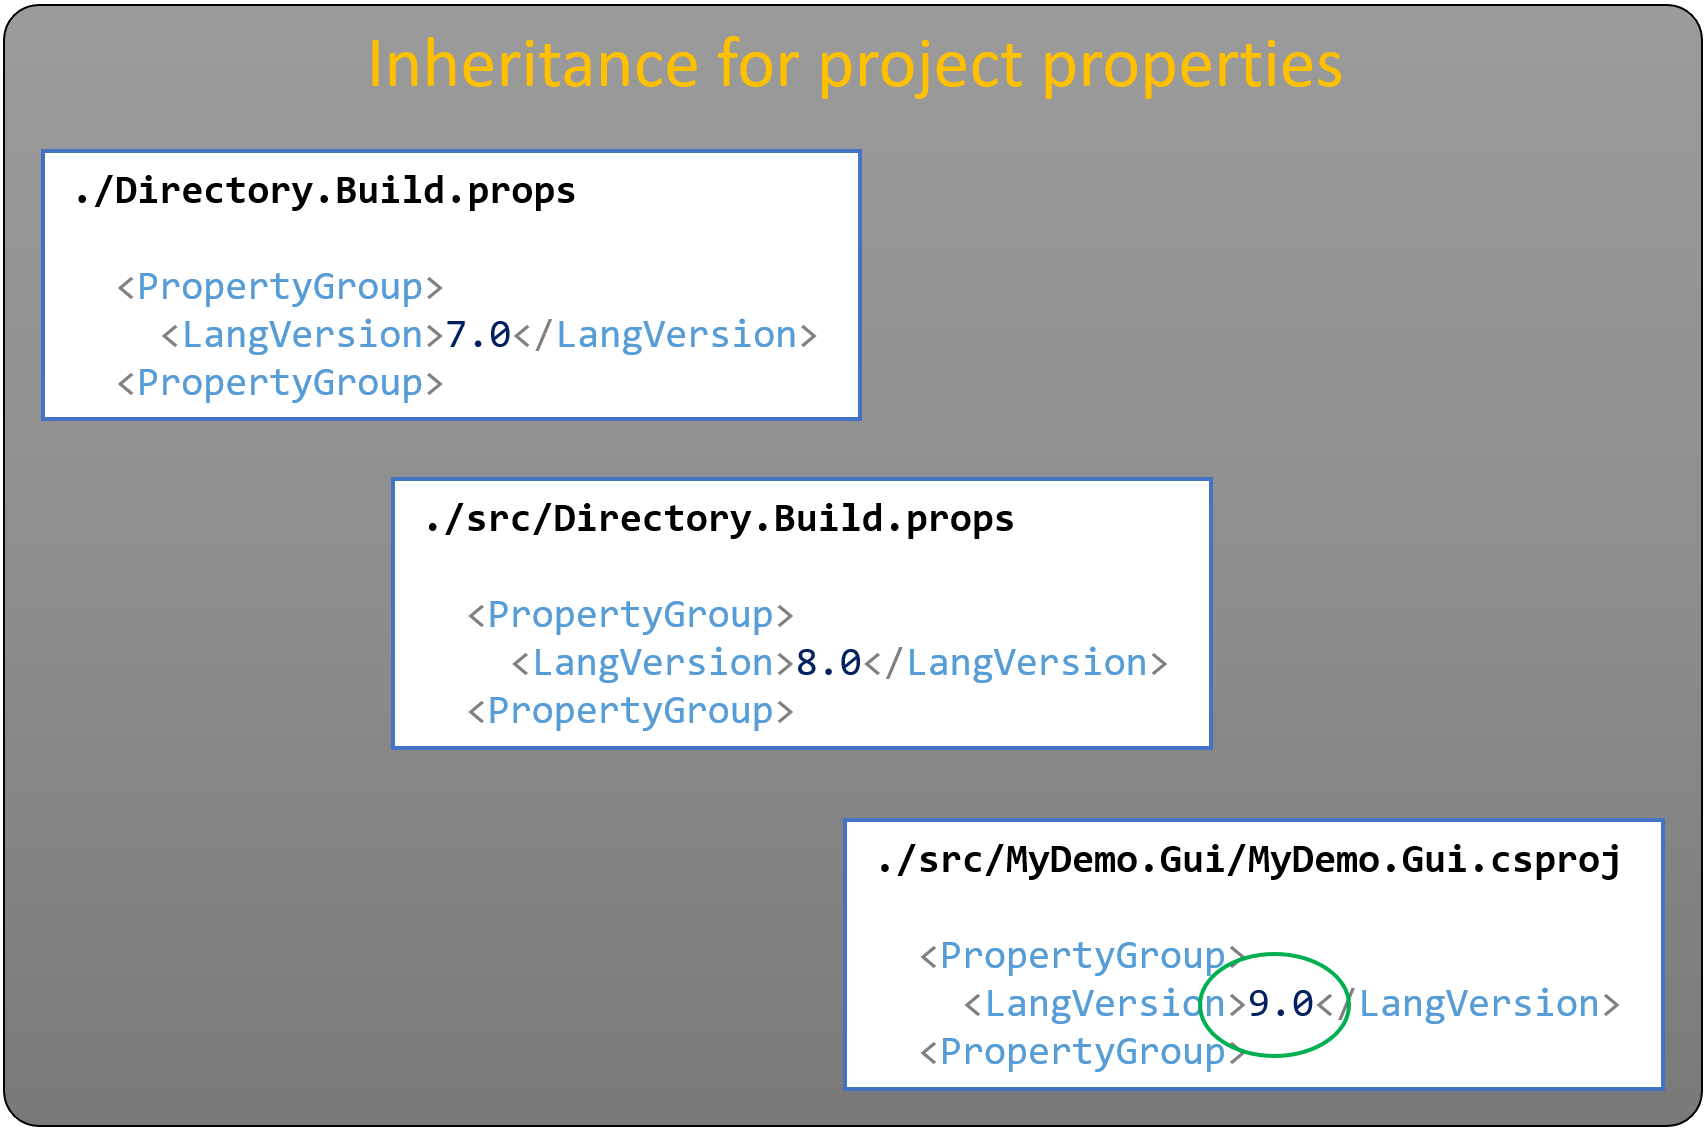 Inheritance for project properties
./Directory.Build.props
<PropertyGroup>
<LangVersion>7.0</LangVersion>
<PropertyGroup>
./src/Directory.Build.props
<PropertyGroup>
<LangVersion>8.0</LangVersion>
<PropertyGroup>
./src/MyDemo.Gui/MyDemo.Gui.csproj
<PropertyGroup>
<LangVersion>9.0</LangVersion>
<PropertyGroup>